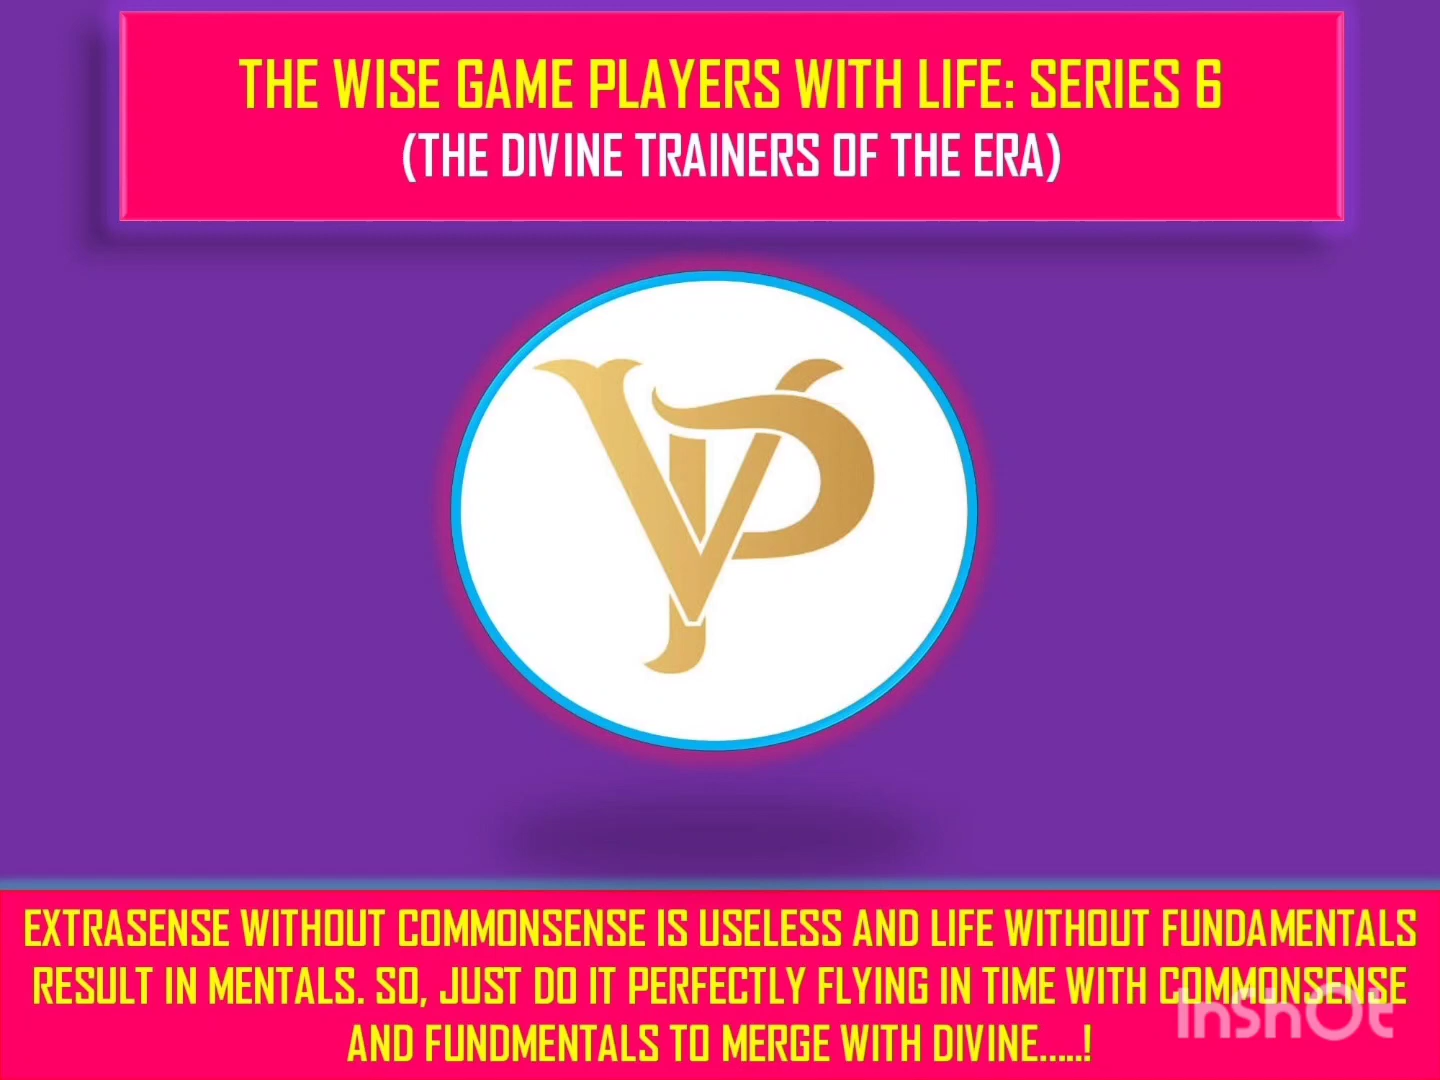 THE WISE GAME PLAYERS WITH LIFE: SERIES 6
(THE DIVINE TRAINERS OF THE ERA)
VP
EXTRASENSE WITHOUT COMMONSENSE IS USELESS AND LIFE WITHOUT FUNDAMENTALS
RESULT IN MENTALS. SO, JUST DO IT PERFECTLY FLYING IN TIME WITH COMMONSENSE
AND FUNDMENTALS TO MERGE WITH DIVINE.....!
InShOt